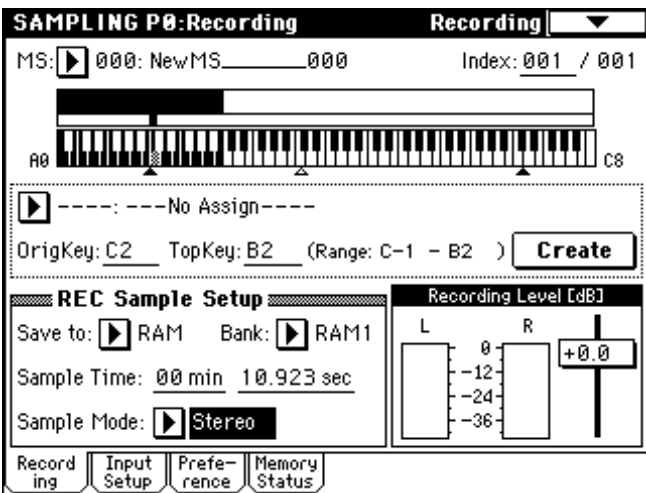 SAMPLING P0:Recording Recording
MS: 000: NewMS________000 Index: 001 / 001
A0 C8
----: ---No Assign----
OrigKey: C2 TopKey: B2 (Range: C-1 - B2 ) Create
REC Sample Setup
Save to: RAM Bank: RAM1
Sample Time: 00 min 10.923 sec
Sample Mode: Stereo
Recording Level [dB]
L R
0
+0.0
-12
-24
-36
Record
ing
Input
Setup
Prefe-
rence
Memory
Status